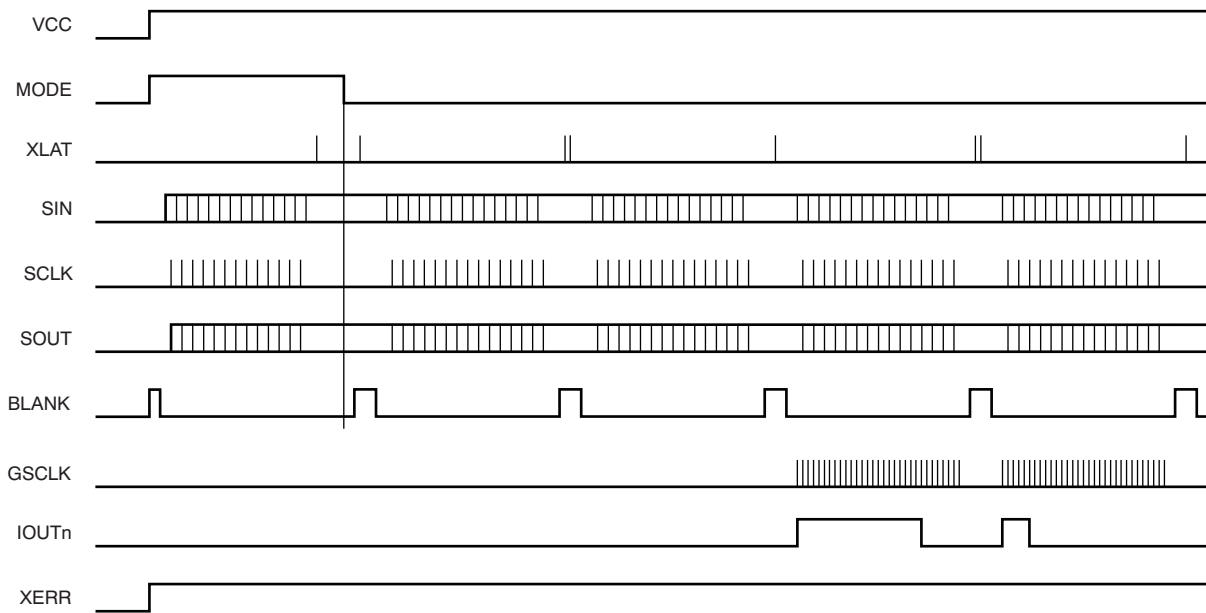 VCC
MODE
XLAT
SIN
SCLK
SOUT
BLANK
GSCLK
IOUTn
XERR